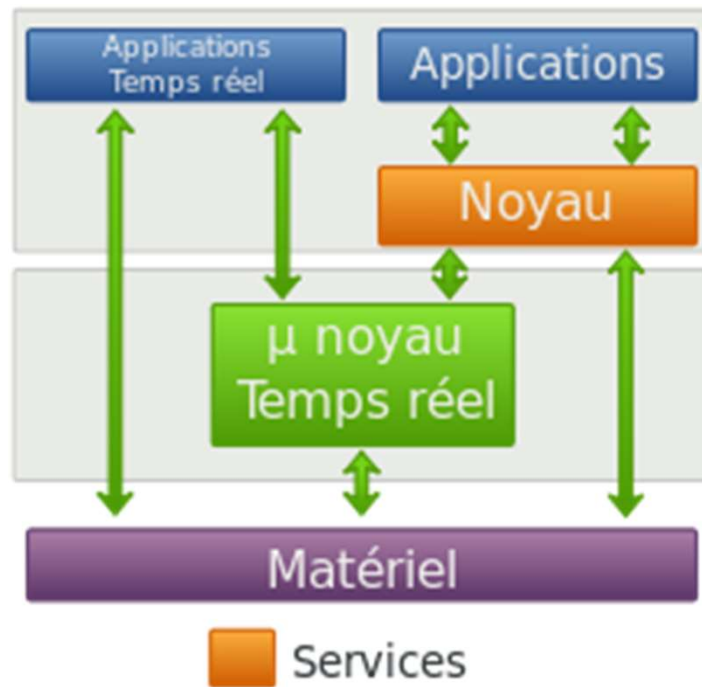 Applications
Temps réel
Applications
Noyau
µ noyau
Temps réel
Matériel
Services